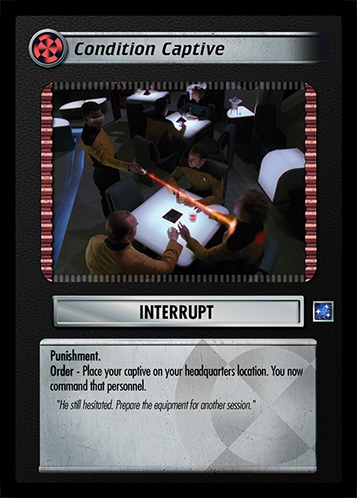 Condition Captive
INTERRUPT
Punishment.
Order - Place your captive on your headquarters location. You now
command that personnel.
"He still hesitated. Prepare the equipment for another session."